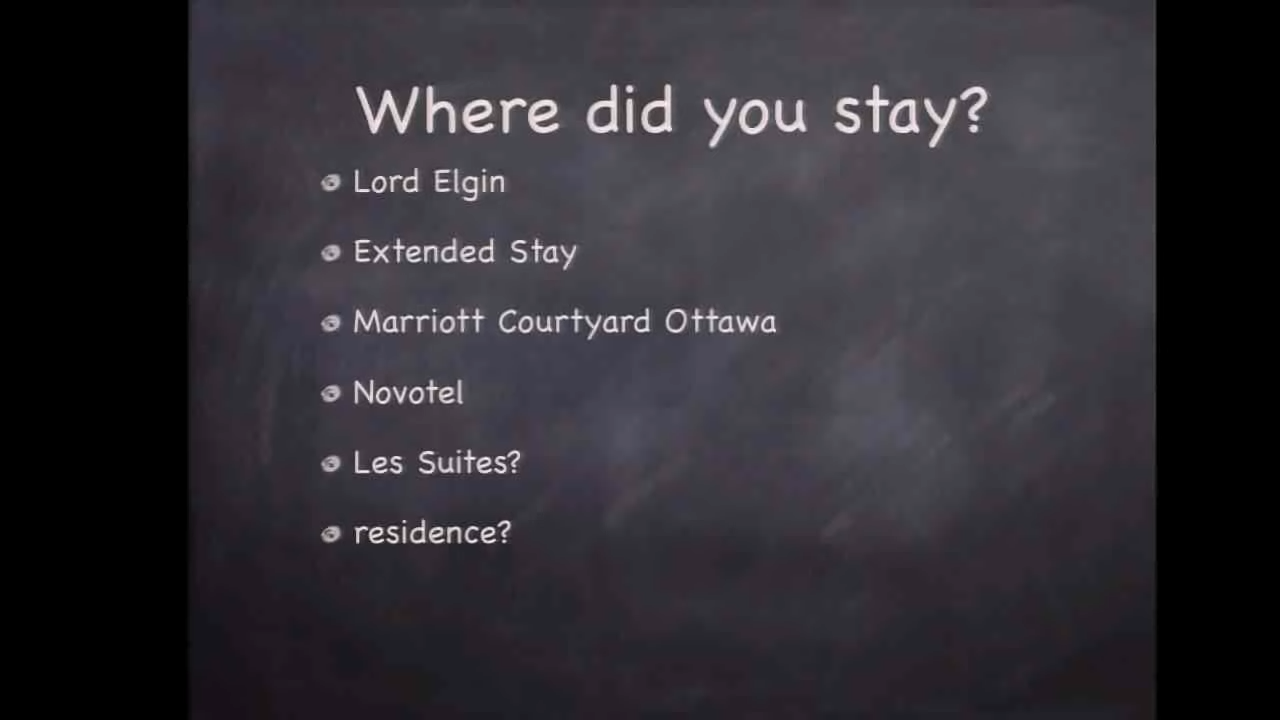 Where did you stay?
Lord Elgin
Extended Stay
Marriott Courtyard Ottawa
Novotel
Les Suites?
residence?